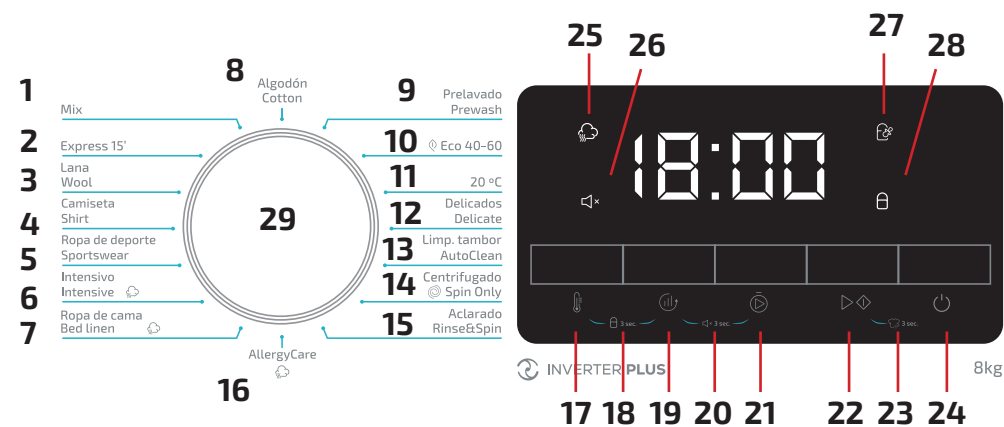 1
Mix
2
Express 15'
3
Lana
Wool
4
Camiseta
Shirt
5
Ropa de deporte
Sportswear
6
Intensivo
Intensive
7
Ropa de cama
Bed linen
8
Algodón
Cotton
9
Prelavado
Prewash
10
Eco 40-60
11
20 ºC
12
Delicados
Delicate
13
Limp. tambor
AutoClean
14
Centrifugado
Spin Only
15
Aclarado
Rinse&Spin
AllergyCare
16
29
25
26
27
28
18:00
3 sec.
3 sec.
3 sec.
INVERTER PLUS
8kg
17
18
19
20
21
22
23
24